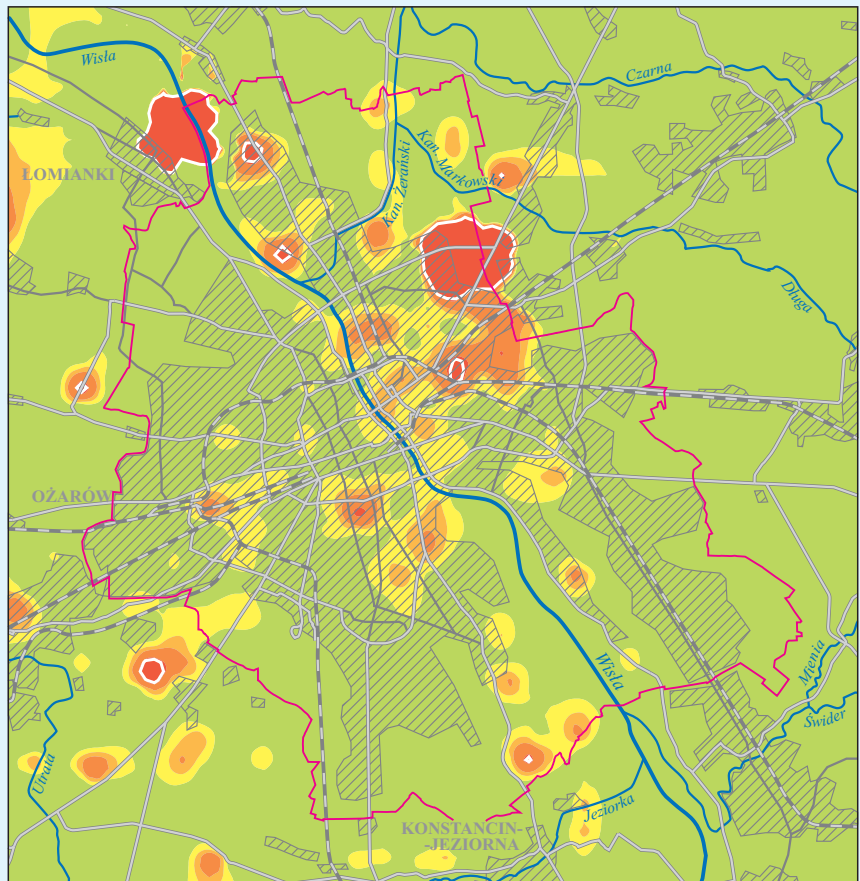 Wisła
Czarna
Kan. Markowski
Kan. Żerański
ŁOMIANKI
Długa
OŻARÓW
Wisła
Mienia
Świder
Utrata
Jeziorka
KONSTANCIN-
-JEZIORNA